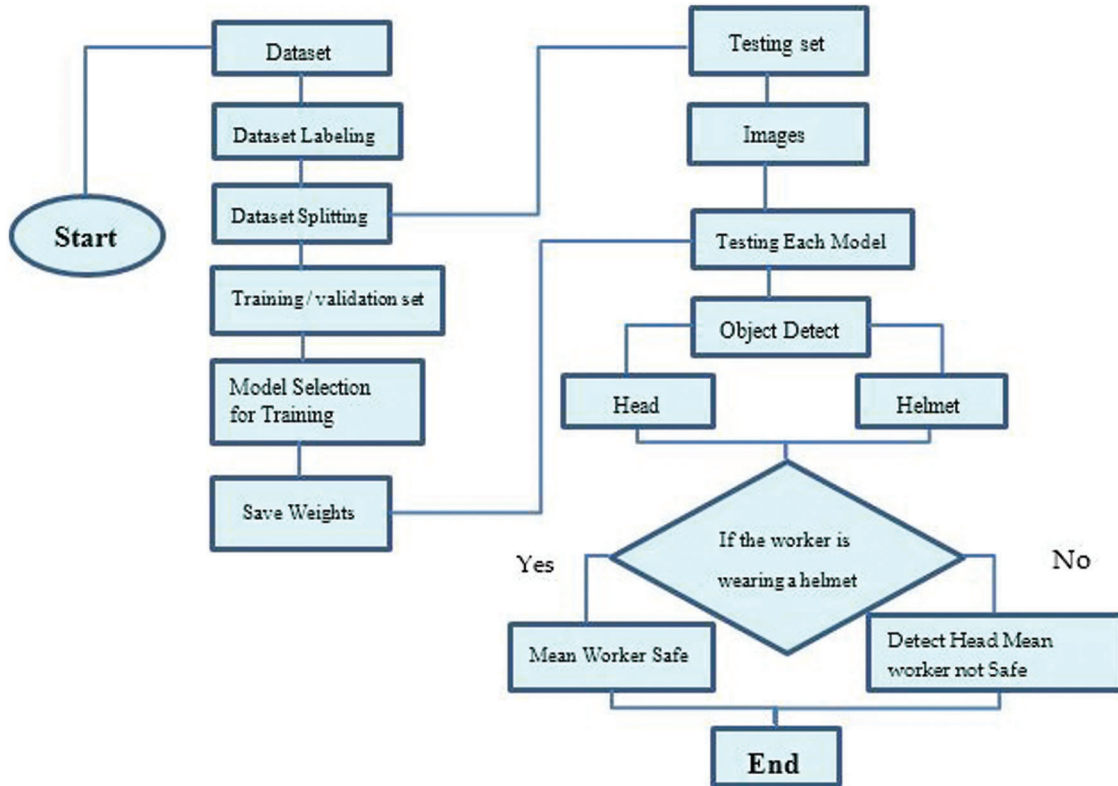 Start
Dataset
Dataset Labeling
Dataset Splitting
Training / validation set
Model Selection
for Training
Save Weights
Testing set
Images
Testing Each Model
Object Detect
Head
Helmet
If the worker is
wearing a helmet
Yes
No
Mean Worker Safe
Detect Head Mean
worker not Safe
End